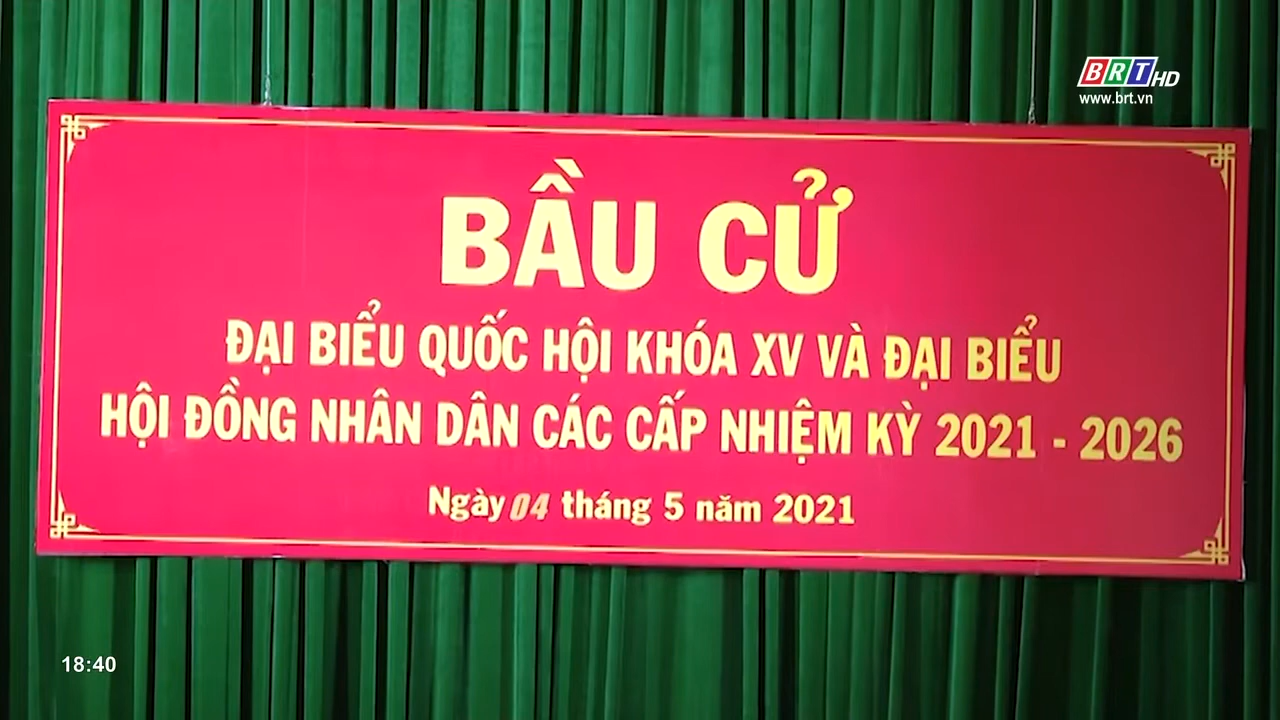 BRT HD
www.brt.vn
BẦU CỬ
ĐẠI BIỂU QUỐC HỘI KHÓA XV VÀ ĐẠI BIỂU
HỘI ĐỒNG NHÂN DÂN CÁC CẤP NHIỆM KỲ 2021 - 2026
Ngày 04 tháng 5 năm 2021
18:40